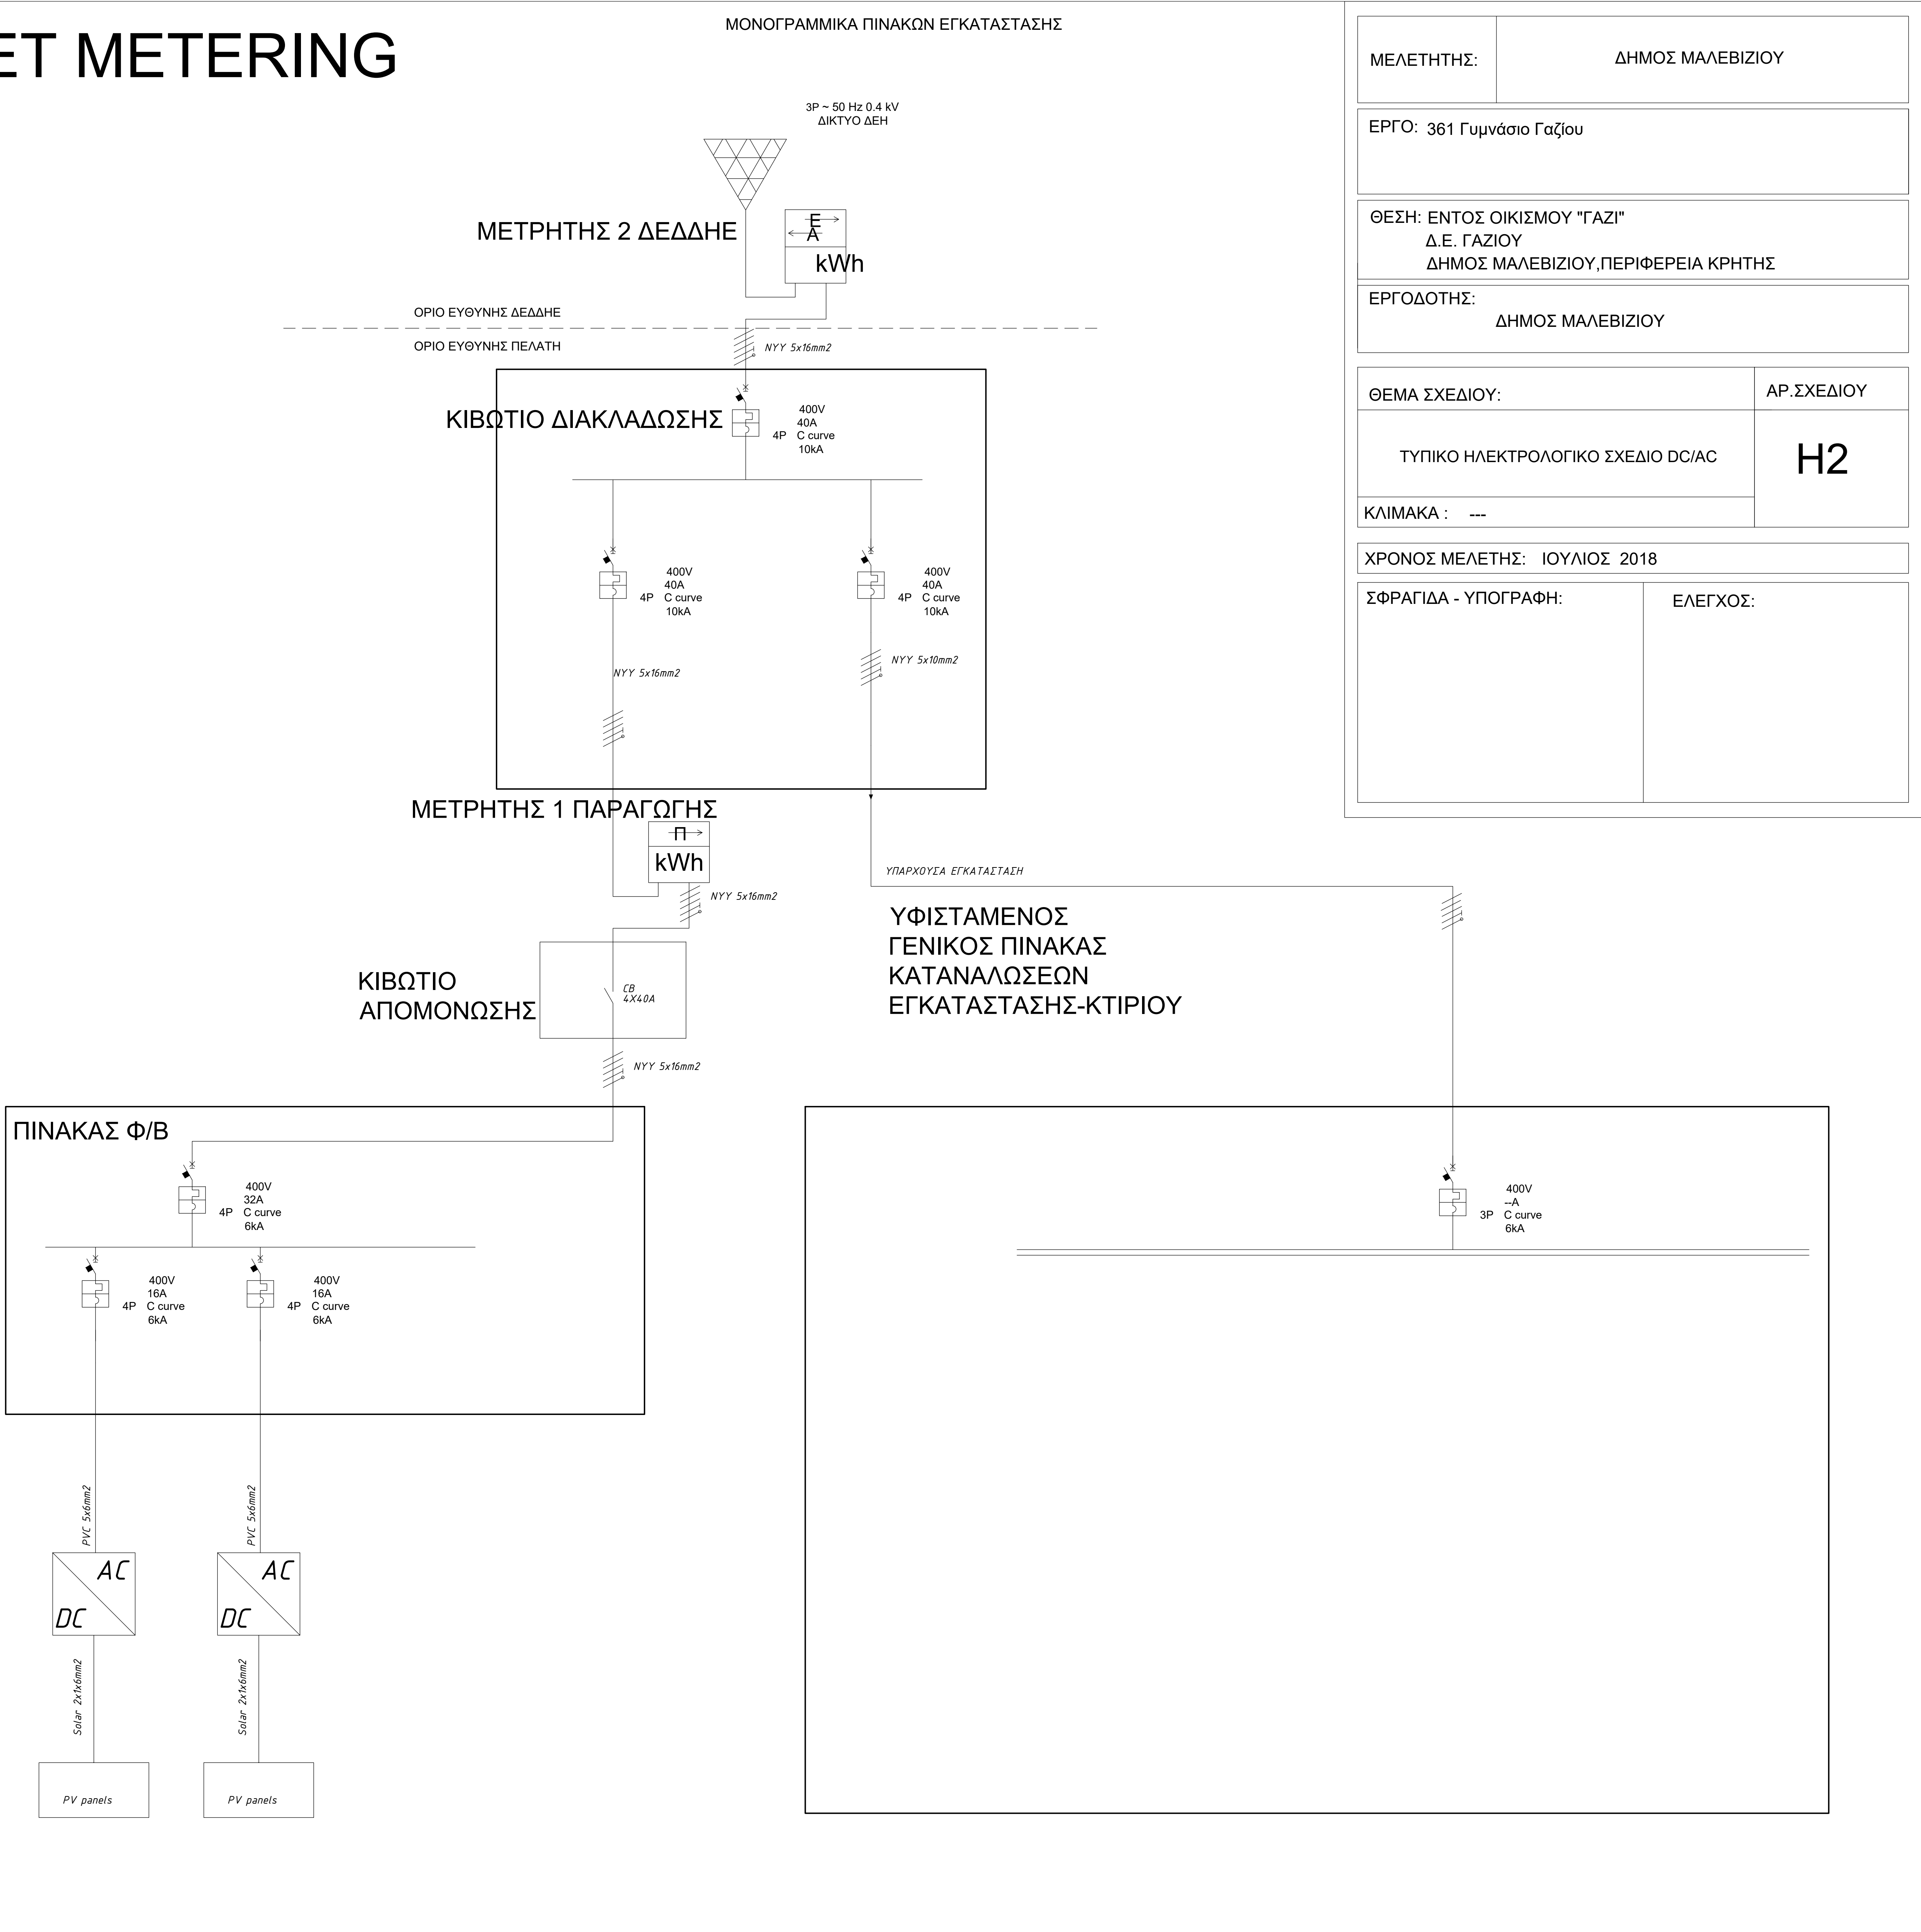 ET METERING
ΜΟΝΟΓΡΑΜΜΙΚΑ ΠΙΝΑΚΩΝ ΕΓΚΑΤΑΣΤΑΣΗΣ
3P ~ 50 Hz 0.4 kV
ΔΙΚΤΥΟ ΔΕΗ
ΜΕΤΡΗΤΗΣ 2 ΔΕΔΔΗΕ
E
A
kWh
ΟΡΙΟ ΕΥΘΥΝΗΣ ΔΕΔΔΗΕ
ΟΡΙΟ ΕΥΘΥΝΗΣ ΠΕΛΑΤΗ
NYY 5x16mm2
ΚΙΒΩΤΙΟ ΔΙΑΚΛΑΔΩΣΗΣ
400V
40A
4P C curve
10kA
400V
40A
4P C curve
10kA
400V
40A
4P C curve
10kA
NYY 5x16mm2
NYY 5x10mm2
ΜΕΤΡΗΤΗΣ 1 ΠΑΡΑΓΩΓΗΣ
Π
kWh
NYY 5x16mm2
ΥΠΑΡΧΟΥΣΑ ΕΓΚΑΤΑΣΤΑΣΗ
ΥΦΙΣΤΑΜΕΝΟΣ
ΓΕΝΙΚΟΣ ΠΙΝΑΚΑΣ
ΚΑΤΑΝΑΛΩΣΕΩΝ
ΕΓΚΑΤΑΣΤΑΣΗΣ-ΚΤΙΡΙΟΥ
ΚΙΒΩΤΙΟ
ΑΠΟΜΟΝΩΣΗΣ
CB
4X40A
NYY 5x16mm2
ΠΙΝΑΚΑΣ Φ/Β
400V
32A
4P C curve
6kA
400V
16A
4P C curve
6kA
400V
16A
4P C curve
6kA
400V
--A
3P C curve
6kA
PVC 5x6mm2
PVC 5x6mm2
AC
DC
AC
DC
Solar 2x1x6mm2
Solar 2x1x6mm2
PV panels
PV panels
ΜΕΛΕΤΗΤΗΣ:
ΔΗΜΟΣ ΜΑΛΕΒΙΖΙΟΥ
ΕΡΓΟ: 361 Γυμνάσιο Γαζίου
ΘΕΣΗ: ΕΝΤΟΣ ΟΙΚΙΣΜΟΥ "ΓΑΖΙ"
Δ.Ε. ΓΑΖΙΟΥ
ΔΗΜΟΣ ΜΑΛΕΒΙΖΙΟΥ,ΠΕΡΙΦΕΡΕΙΑ ΚΡΗΤΗΣ
ΕΡΓΟΔΟΤΗΣ:
ΔΗΜΟΣ ΜΑΛΕΒΙΖΙΟΥ
ΘΕΜΑ ΣΧΕΔΙΟΥ:
ΑΡ.ΣΧΕΔΙΟΥ
ΤΥΠΙΚΟ ΗΛΕΚΤΡΟΛΟΓΙΚΟ ΣΧΕΔΙΟ DC/AC
H2
ΚΛΙΜΑΚΑ : ---
ΧΡΟΝΟΣ ΜΕΛΕΤΗΣ: ΙΟΥΛΙΟΣ 2018
ΣΦΡΑΓΙΔΑ - ΥΠΟΓΡΑΦΗ:
ΕΛΕΓΧΟΣ: